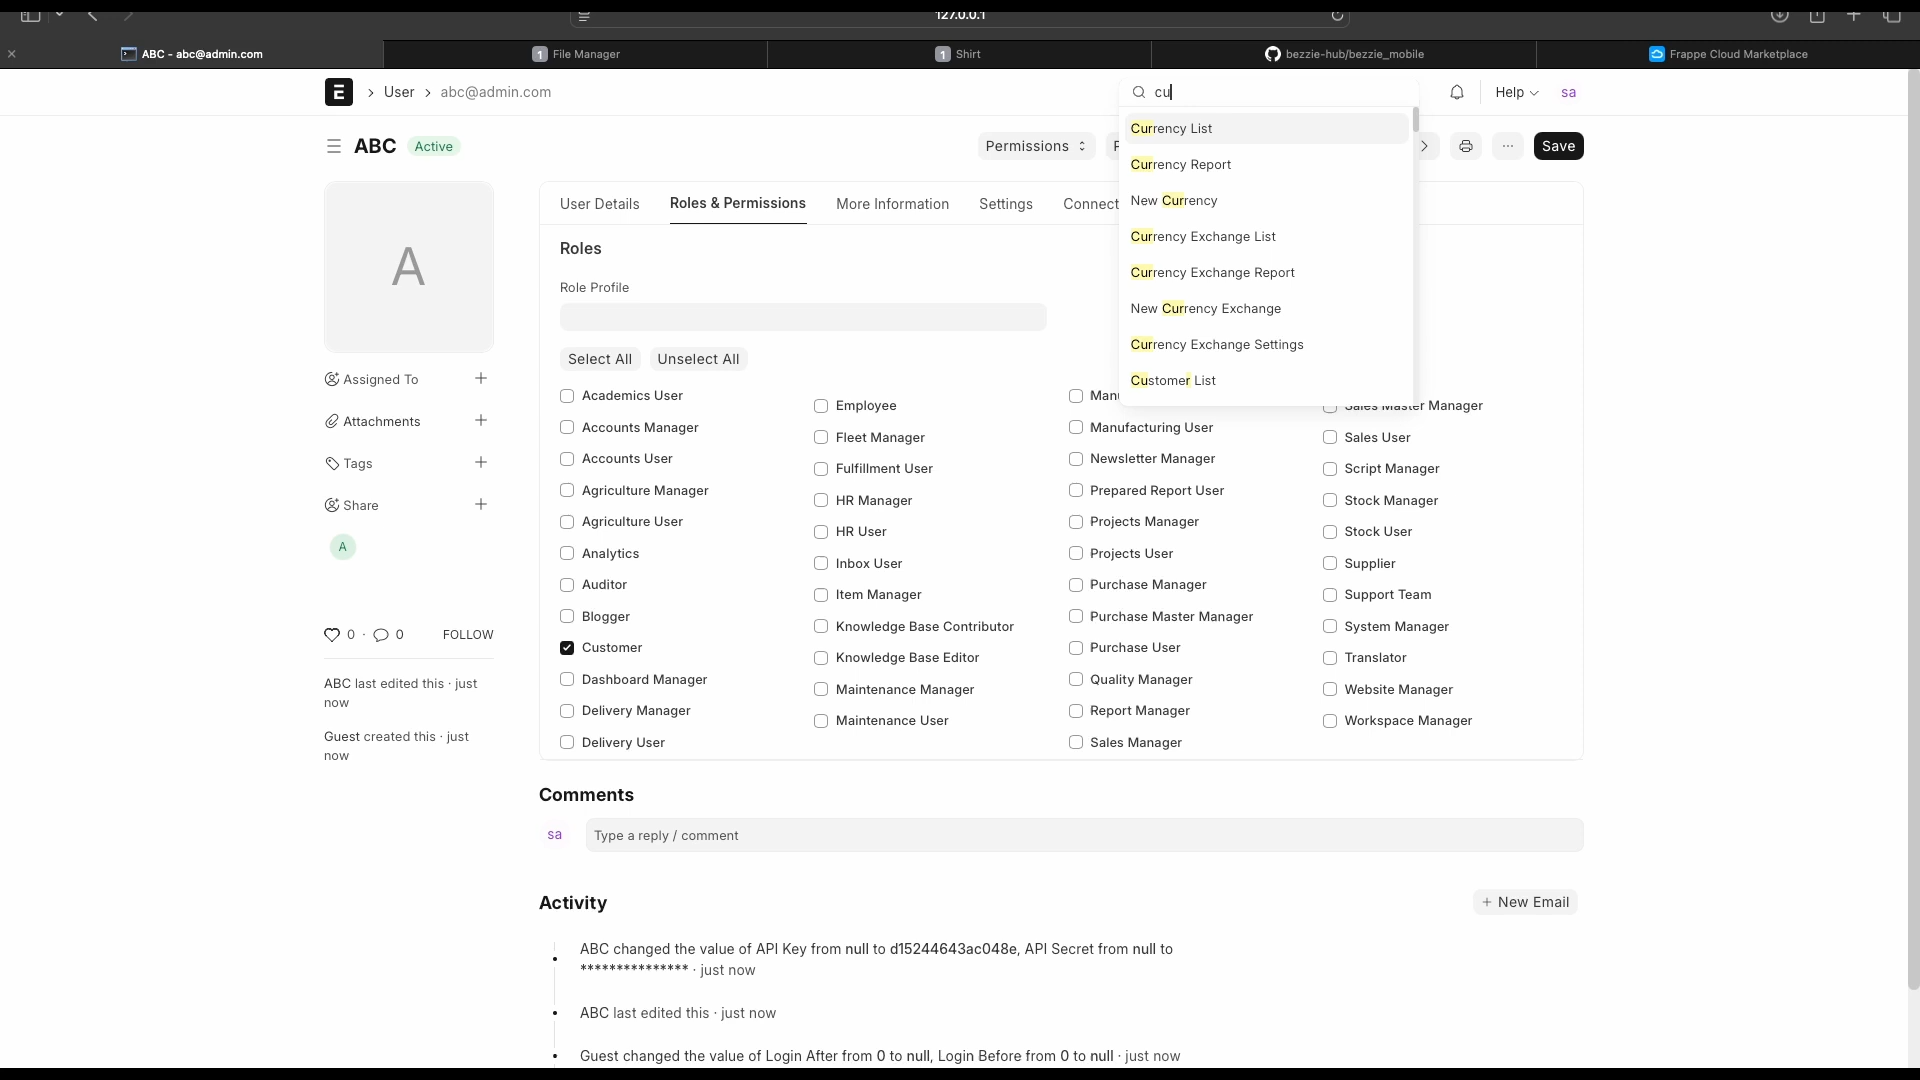 127.0.0.1
ABC - abc@admin.com
1 File Manager
1 Shirt
bezzie-hub/bezzie_mobile
Frappe Cloud Marketplace
E
User
abc@admin.com
cu
Help
sa
ABC Active
Permissions
Save
Currency List
Currency Report
New Currency
Currency Exchange List
Currency Exchange Report
New Currency Exchange
Currency Exchange Settings
Customer List
A
Assigned To
Attachments
Tags
Share
A
0 · 0 FOLLOW
ABC last edited this · just
now
Guest created this · just
now
User Details
Roles & Permissions
More Information
Settings
Connect
Roles
Role Profile
Select All
Unselect All
Academics User
Accounts Manager
Accounts User
Agriculture Manager
Agriculture User
Analytics
Auditor
Blogger
Customer
Dashboard Manager
Delivery Manager
Delivery User
Employee
Fleet Manager
Fulfillment User
HR Manager
HR User
Inbox User
Item Manager
Knowledge Base Contributor
Knowledge Base Editor
Maintenance Manager
Maintenance User
Manu
Manufacturing User
Newsletter Manager
Prepared Report User
Projects Manager
Projects User
Purchase Manager
Purchase Master Manager
Purchase User
Quality Manager
Report Manager
Sales Manager
Sales Master Manager
Sales User
Script Manager
Stock Manager
Stock User
Supplier
Support Team
System Manager
Translator
Website Manager
Workspace Manager
Comments
sa
Type a reply / comment
Activity
+ New Email
ABC changed the value of API Key from null to d15244643ac048e, API Secret from null to
*************** · just now
ABC last edited this · just now
Guest changed the value of Login After from 0 to null, Login Before from 0 to null · just now